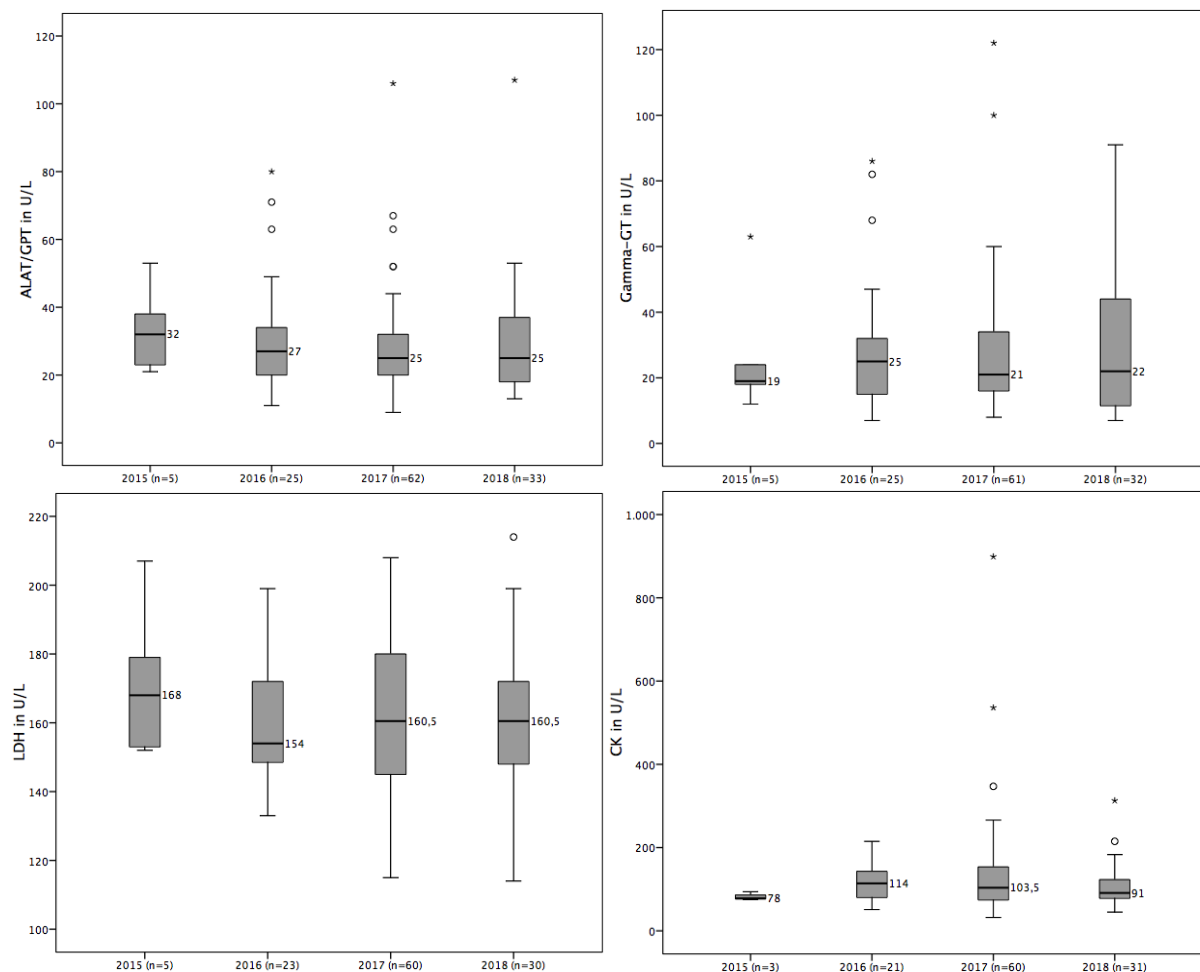 ALAT/GPT in U/L
120
100
80
60
40
20
0
32
27
25
25
2015 (n=5)
2016 (n=25)
2017 (n=62)
2018 (n=33)
Gamma-GT in U/L
120
100
80
60
40
20
0
19
25
21
22
2015 (n=5)
2016 (n=25)
2017 (n=61)
2018 (n=32)
LDH in U/L
220
200
180
160
140
120
100
168
154
160,5
160,5
2015 (n=5)
2016 (n=23)
2017 (n=60)
2018 (n=30)
CK in U/L
1.000
800
600
400
200
0
78
114
103,5
91
2015 (n=3)
2016 (n=21)
2017 (n=60)
2018 (n=31)